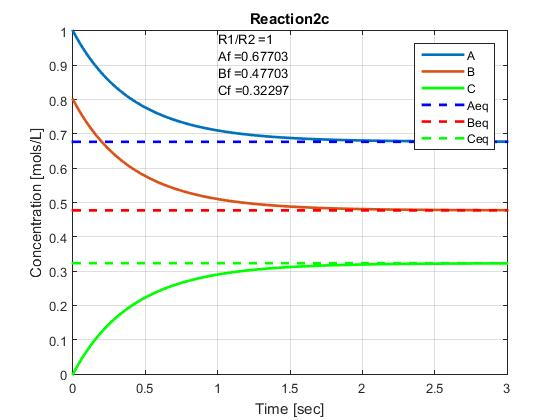 Reaction2c
R1/R2 =1
Af =0.67703
Bf =0.47703
Cf =0.32297
A
B
C
Aeq
Beq
Ceq
Concentration [mols/L]
1
0.9
0.8
0.7
0.6
0.5
0.4
0.3
0.2
0.1
0
0
0.5
1
1.5
2
2.5
3
Time [sec]